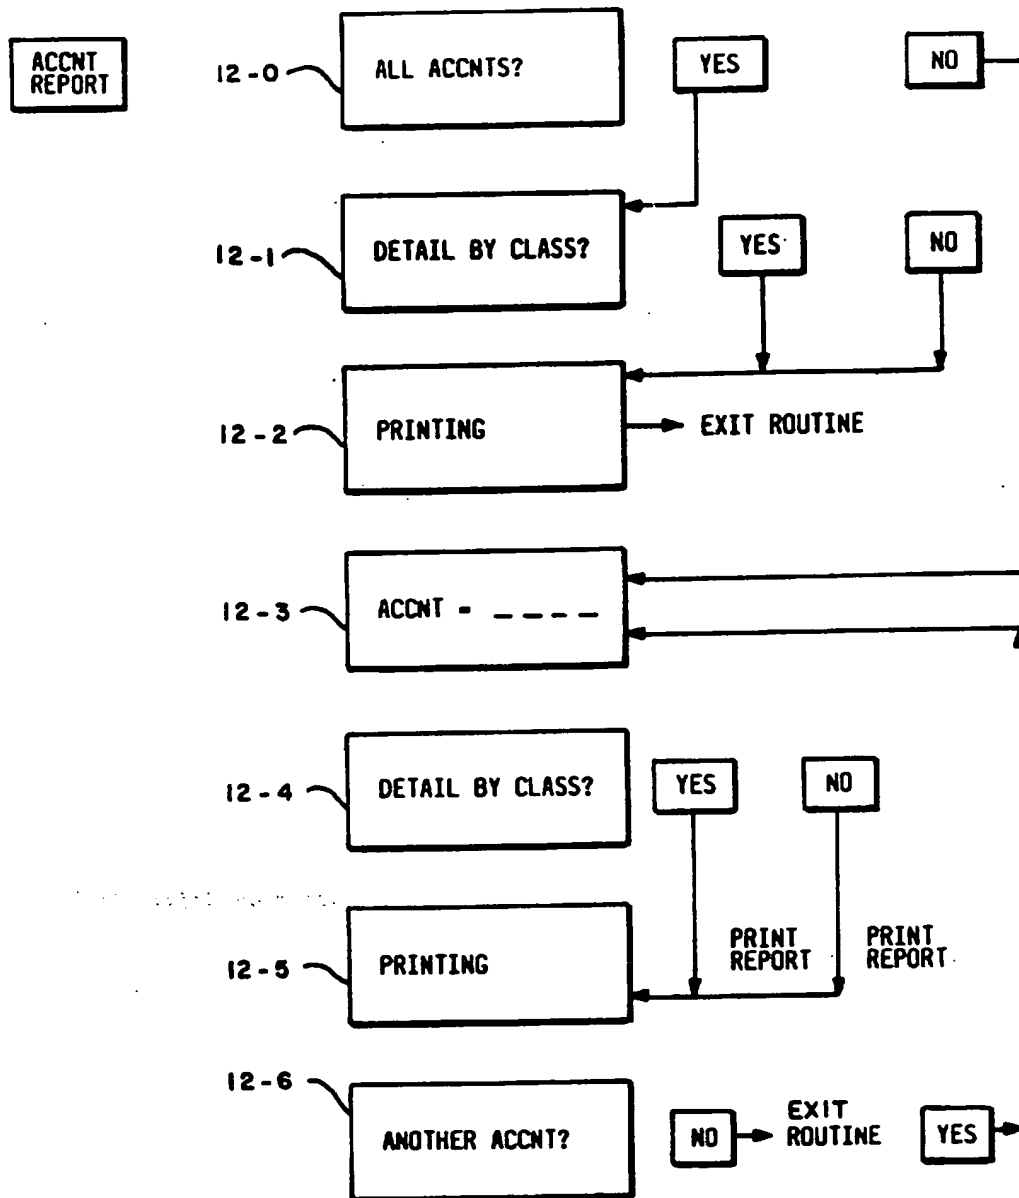 ACCNT
REPORT
12-0
ALL ACCNTS?
YES
NO
12-1
DETAIL BY CLASS?
YES
NO
12-2
PRINTING
EXIT ROUTINE
12-3
ACCNT = _ _ _ _
12-4
DETAIL BY CLASS?
YES
NO
12-5
PRINTING
PRINT
REPORT
PRINT
REPORT
12-6
ANOTHER ACCNT?
NO
EXIT
ROUTINE
YES